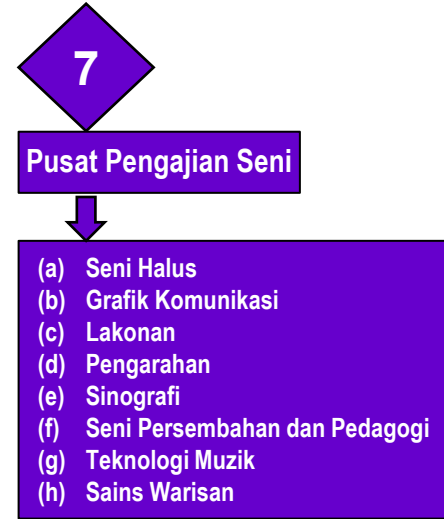 7
Pusat Pengajian Seni
(a) Seni Halus
(b) Grafik Komunikasi
(c) Lakonan
(d) Pengarahan
(e) Sinografi
(f) Seni Persembahan dan Pedagogi
(g) Teknologi Muzik
(h) Sains Warisan